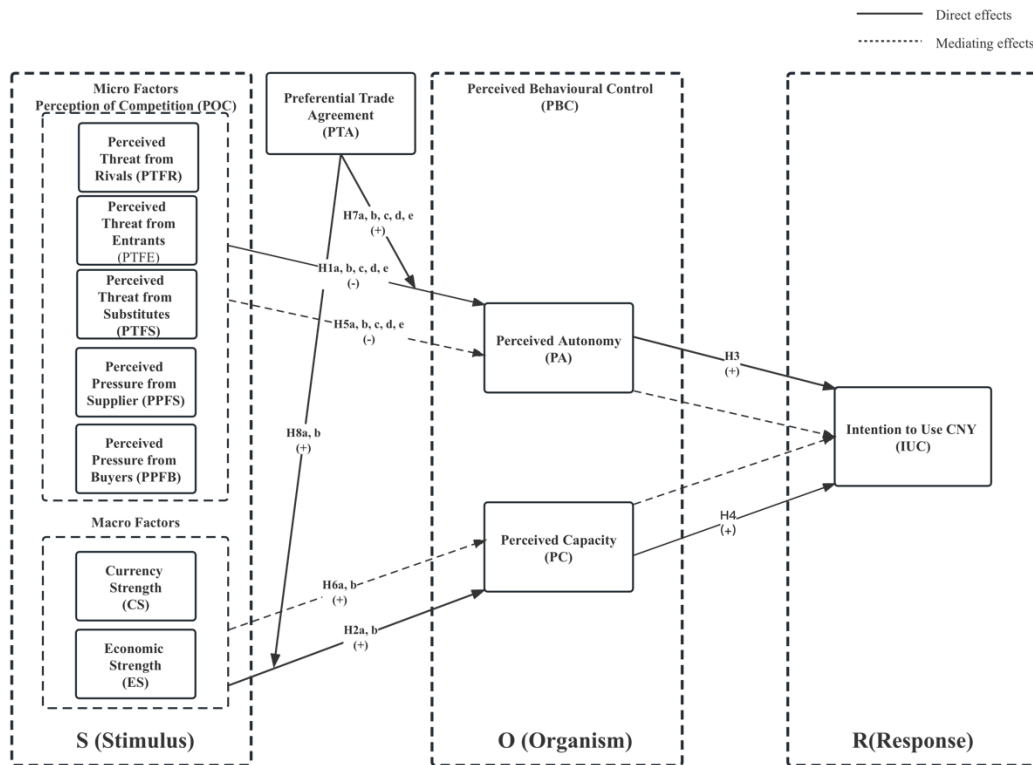 Direct effects
Mediating effects
Micro Factors
Perception of Competition (POC)
Perceived
Threat from
Rivals (PTFR)
Perceived
Threat from
Entrants
(PTFE)
Perceived
Threat from
Substitutes
(PTFS)
Perceived
Pressure from
Supplier (PPFS)
Perceived
Pressure from
Buyers (PPFB)
Macro Factors
Currency
Strength
(CS)
Economic
Strength
(ES)
S (Stimulus)
Preferential Trade
Agreement
(PTA)
H7a, b, c, d, e
(+)
H1a, b, c, d, e
(-)
H5a, b, c, d, e
(-)
H8a, b
(+)
H6a, b
(+)
H2a, b
(+)
Perceived Behavioural Control
(PBC)
Perceived Autonomy
(PA)
Perceived Capacity
(PC)
O (Organism)
H3
(+)
H4
(+)
Intention to Use CNY
(IUC)
R(Response)